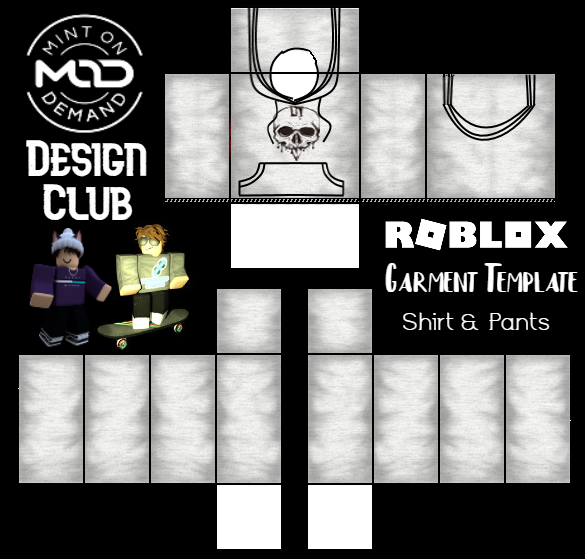 MINT ON
MOD
DEMAND
DESIGN
CLUB
ROBLOX
GARMENT TEMPLATE
Shirt & Pants